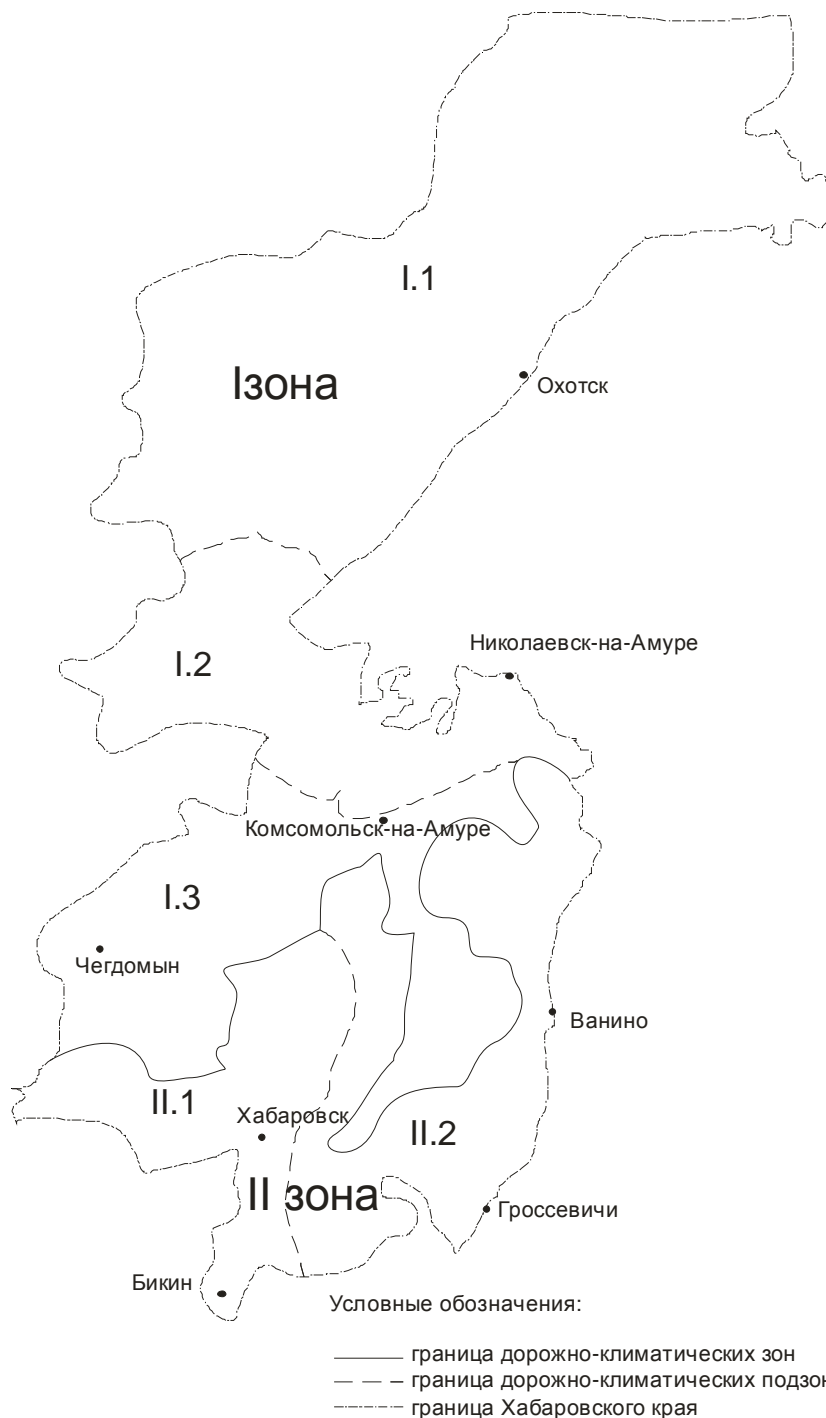 I.1
Iзона
Охотск
Николаевск-на-Амуре
I.2
Комсомольск-на-Амуре
I.3
Чегдомын
Ванино
II.1
Хабаровск
II.2
II зона
Гроссевичи
Бикин
Условные обозначения:
граница дорожно-климатических зон
граница дорожно-климатических подзон
граница Хабаровского края